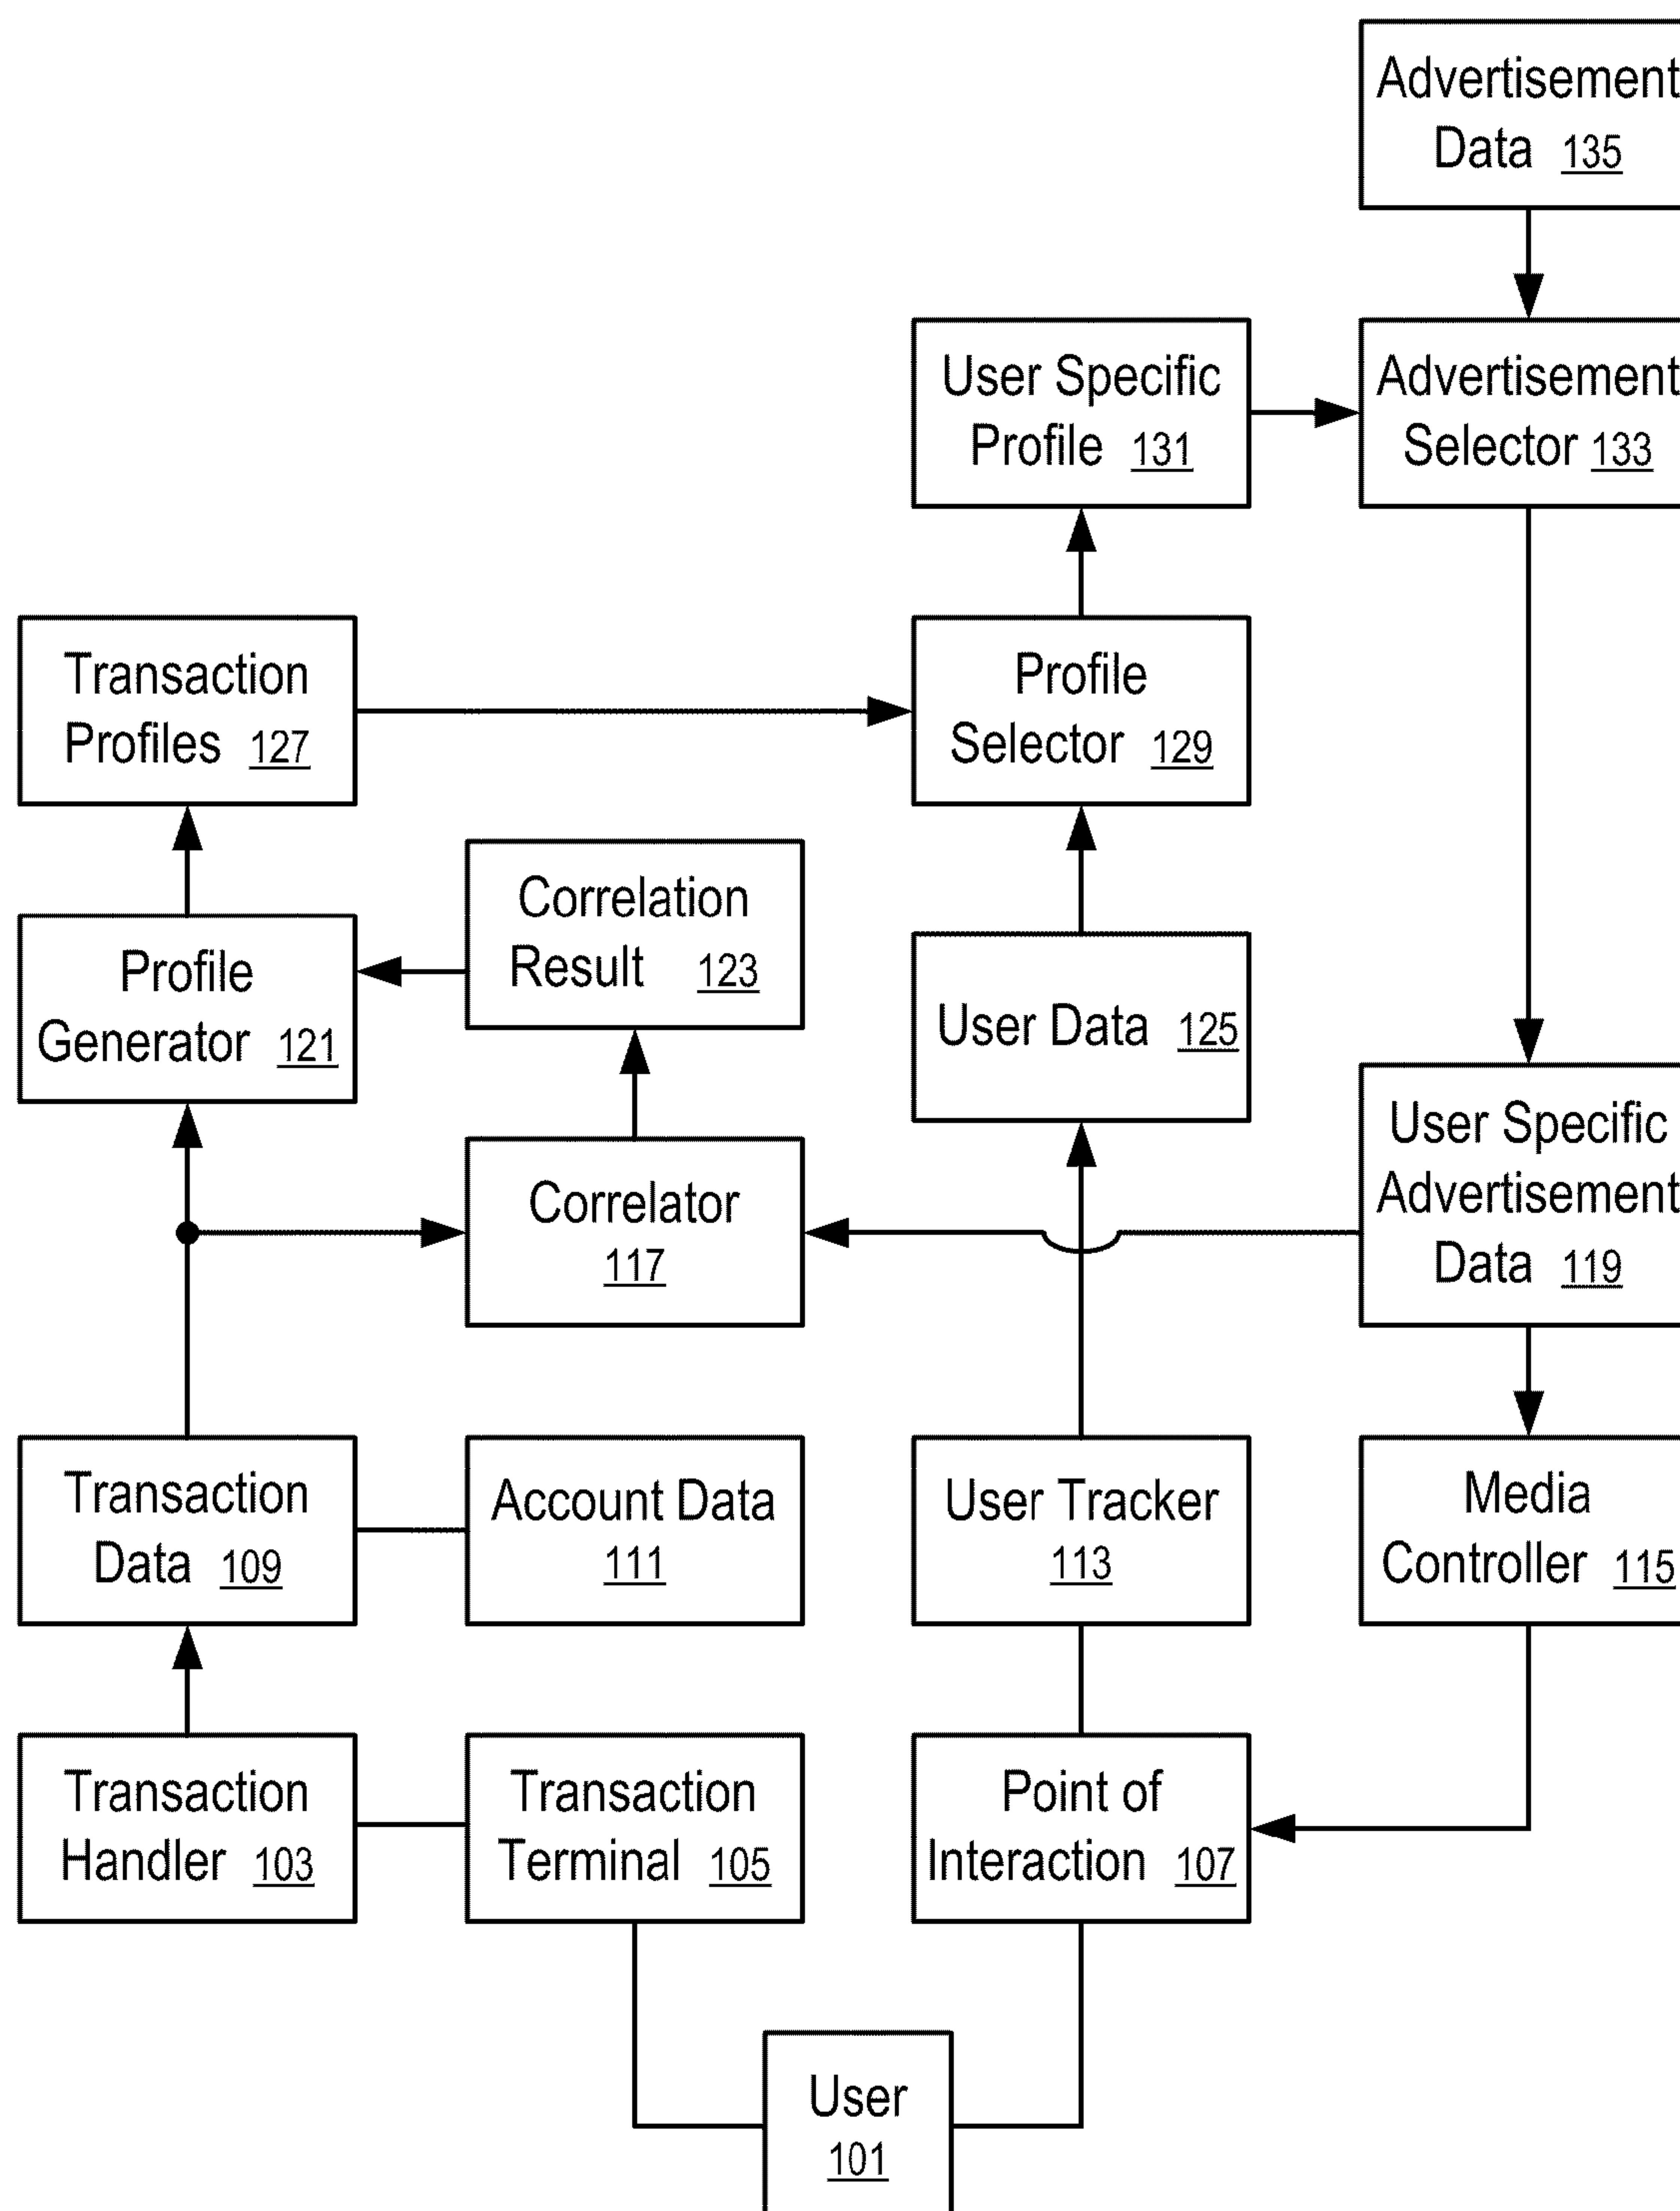 Advertisement
Data 135
User Specific
Profile 131
Advertisement
Selector 133
Transaction
Profiles 127
Profile
Selector 129
Correlation
Result 123
Profile
Generator 121
User Data 125
User Specific
Advertisement
Data 119
Correlator
117
Transaction
Data 109
Account Data
111
User Tracker
113
Media
Controller 115
Transaction
Handler 103
Transaction
Terminal 105
Point of
Interaction 107
User
101